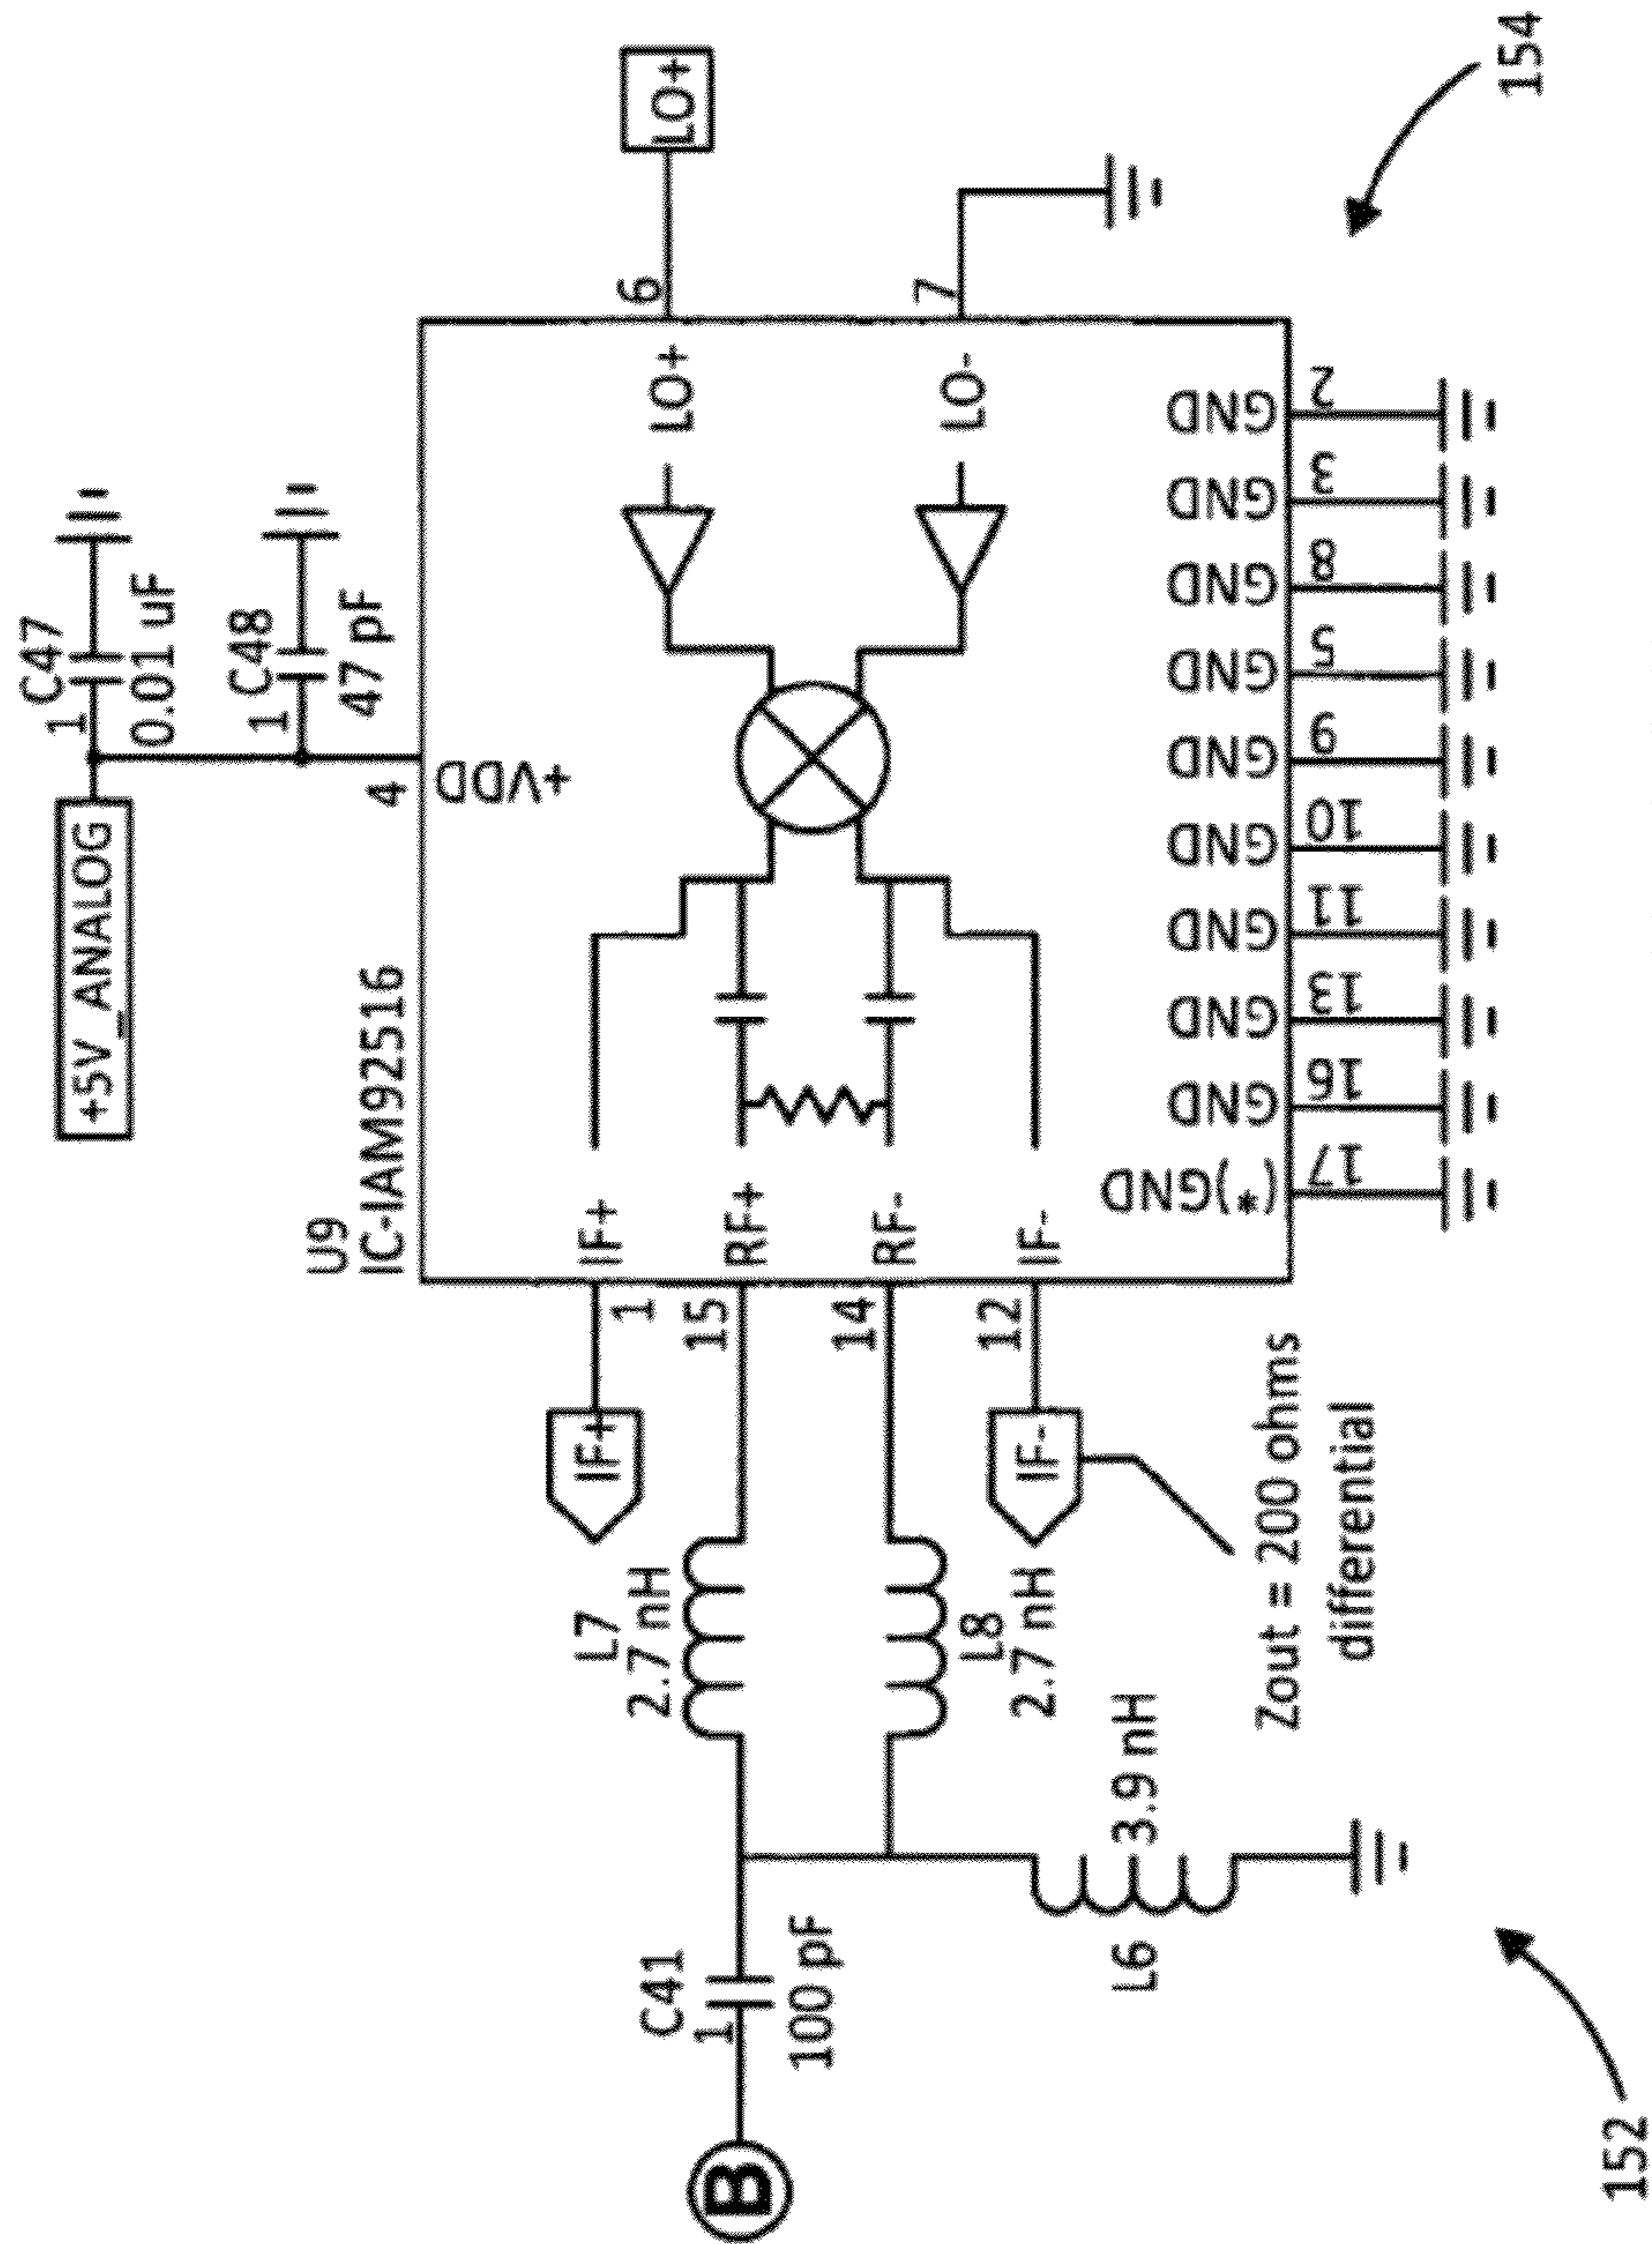 +5V_ANALOG
C47
1
0.01 uF
1 C48
47 pF
U9
IC-IAM92516
4
+VDD
IF+
1
IF+
L7
2.7 nH
15
RF+
14
RF-
L8
2.7 nH
12
IF-
IF-
Zout = 200 ohms
differential
LO+
6
LO+
LO-
7
B
C41
1
100 pF
L6
3.9 nH
(*)GND
17
GND
16
GND
13
GND
11
GND
10
GND
9
GND
5
GND
8
GND
3
GND
2
152
154